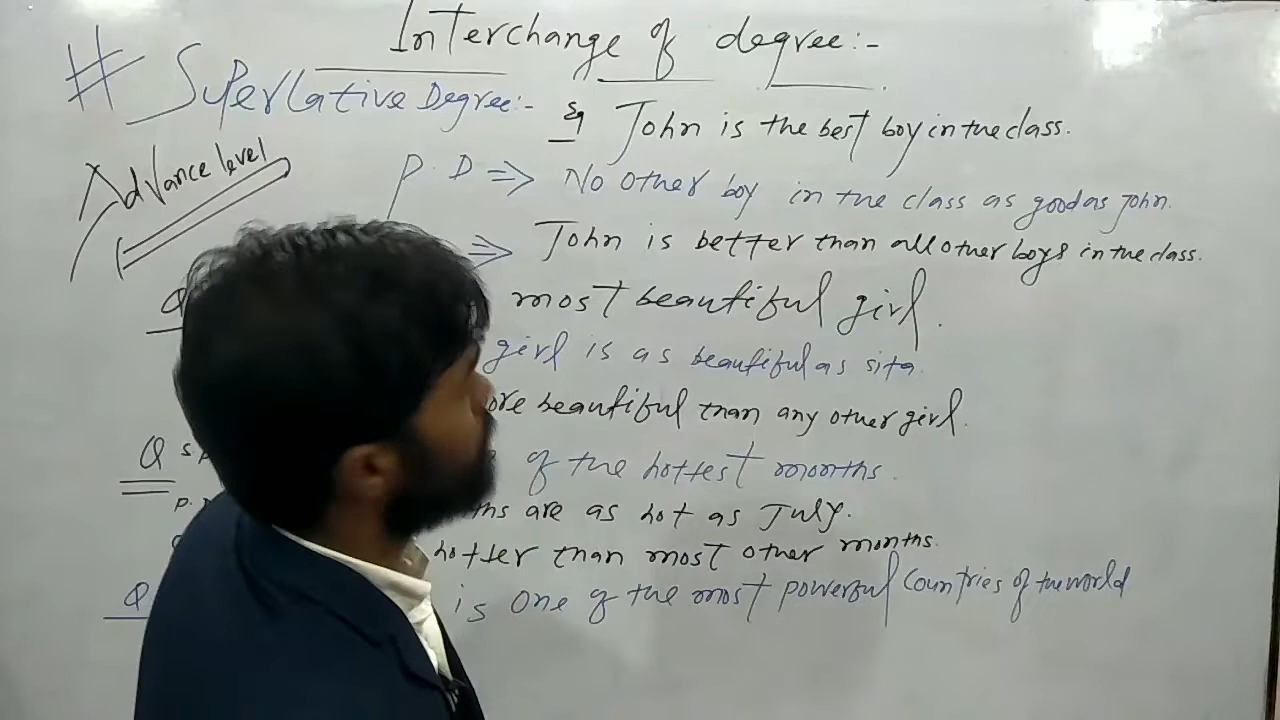 Interchange of degree:-
# Superlative Degree:-
Advance level
Eg John is the best boy in the class.
P.D ⇒ No other boy in the class as good as John.
⇒ John is better than all other boys in the class.
Q most beautiful girl.
girl is as beautiful as sita.
ore beautiful than any other girl.
Q of the hottest months.
ths are as hot as July.
hotter than most other months.
Q is one of the most powerful countries of the world